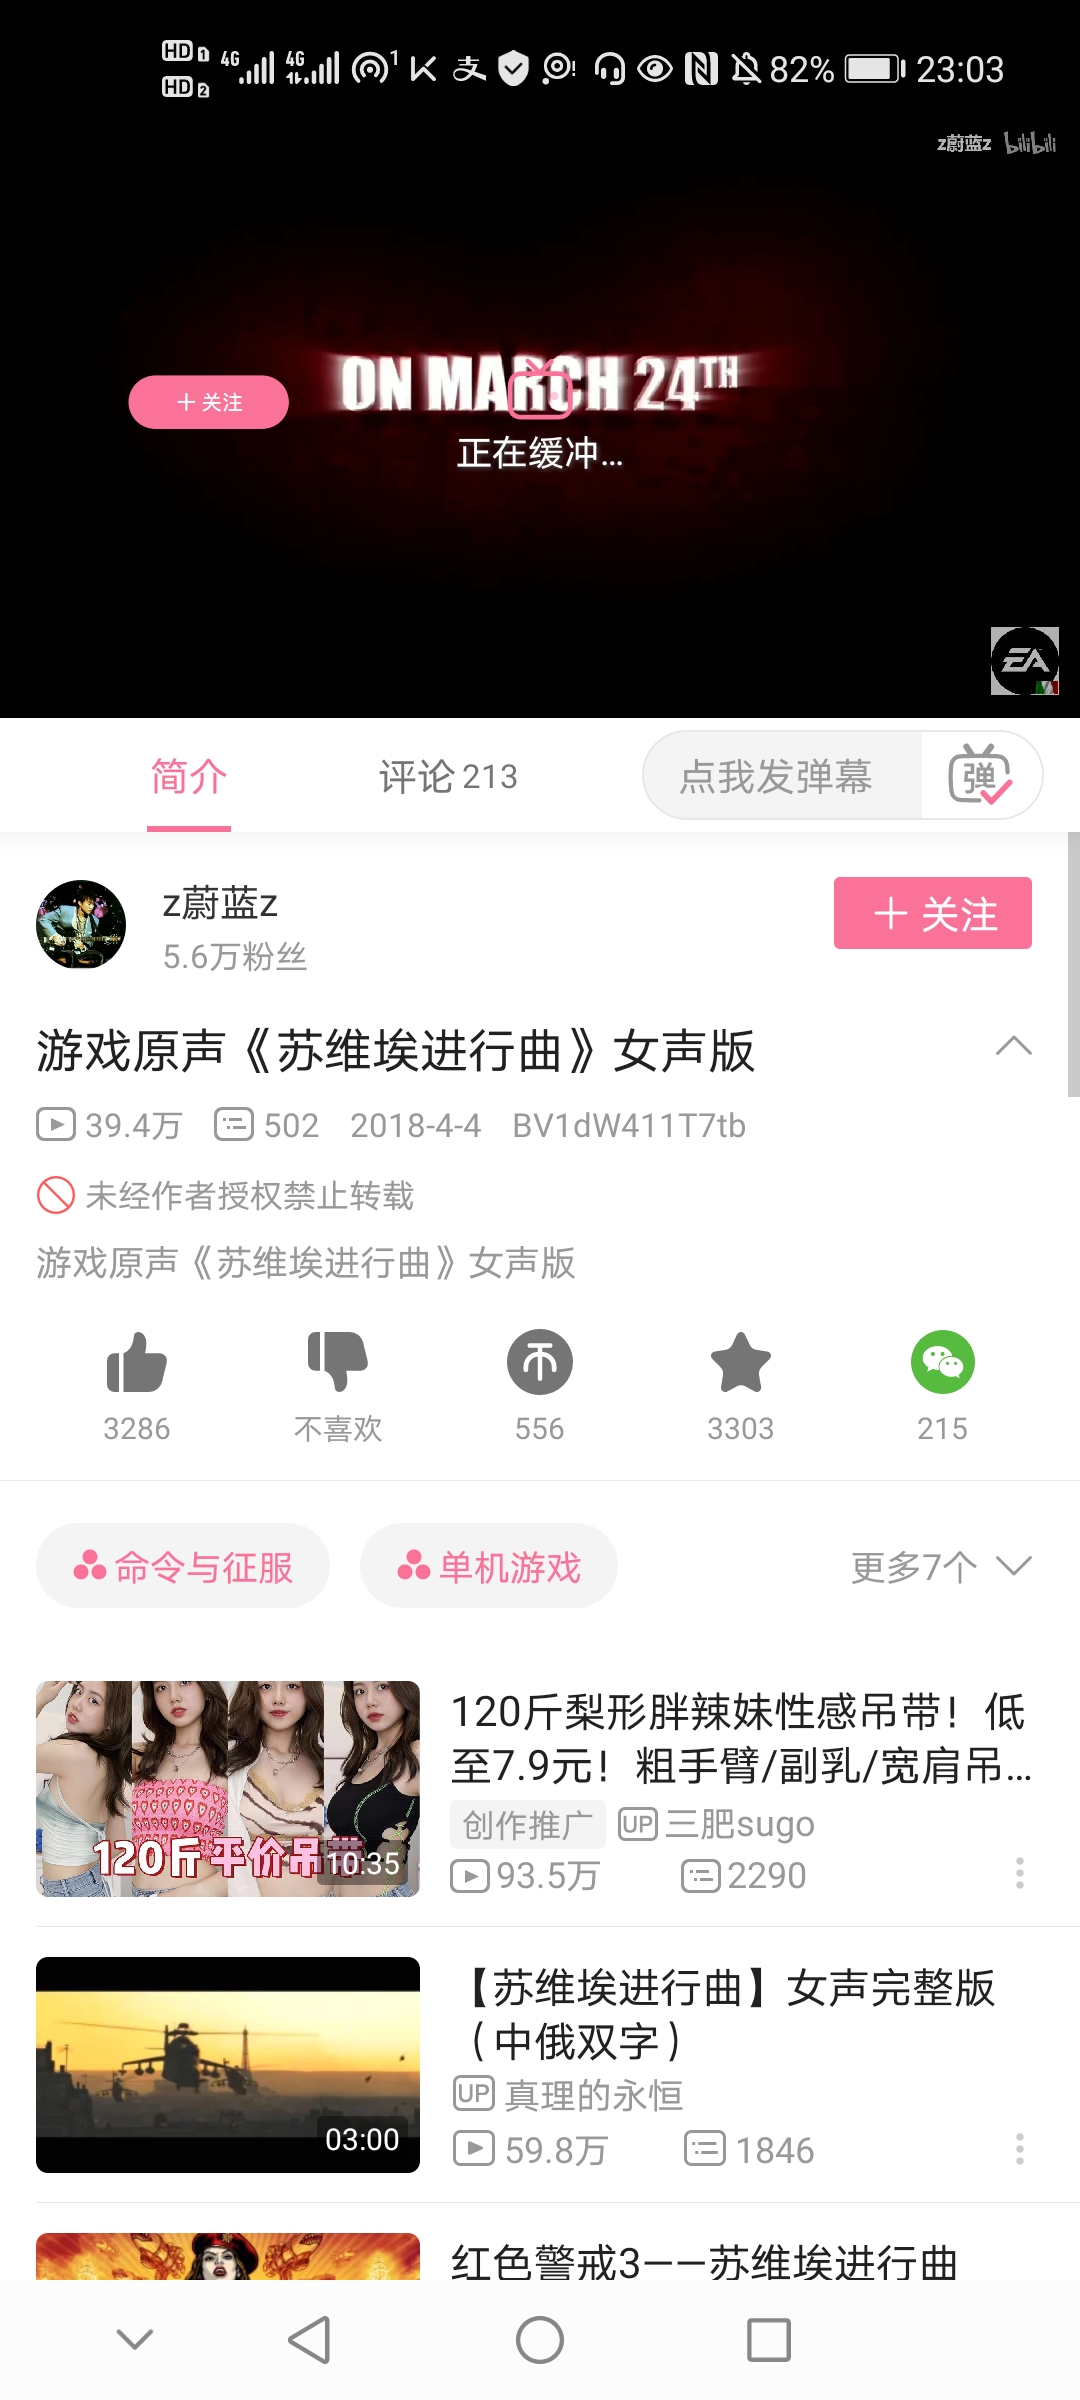 HD 1 4G 4G 1 82% 23:03
HD 2
z蔚蓝z bilibili
ON MARCH 24TH
+ 关注
正在缓冲...
EA
简介 评论 213 点我发弹幕 弹
z蔚蓝z
5.6万粉丝
+ 关注
游戏原声《苏维埃进行曲》女声版
39.4万 502 2018-4-4 BV1dW411T7tb
未经作者授权禁止转载
游戏原声《苏维埃进行曲》女声版
3286 不喜欢 556 3303 215
命令与征服 单机游戏 更多7个
120斤梨形胖辣妹性感吊带！低
至7.9元！粗手臂/副乳/宽肩吊...
创作推广 UP 三肥sugo
93.5万 2290
120斤平价吊带
10:35
【苏维埃进行曲】女声完整版
（中俄双字）
UP 真理的永恒
59.8万 1846
03:00
红色警戒3——苏维埃进行曲